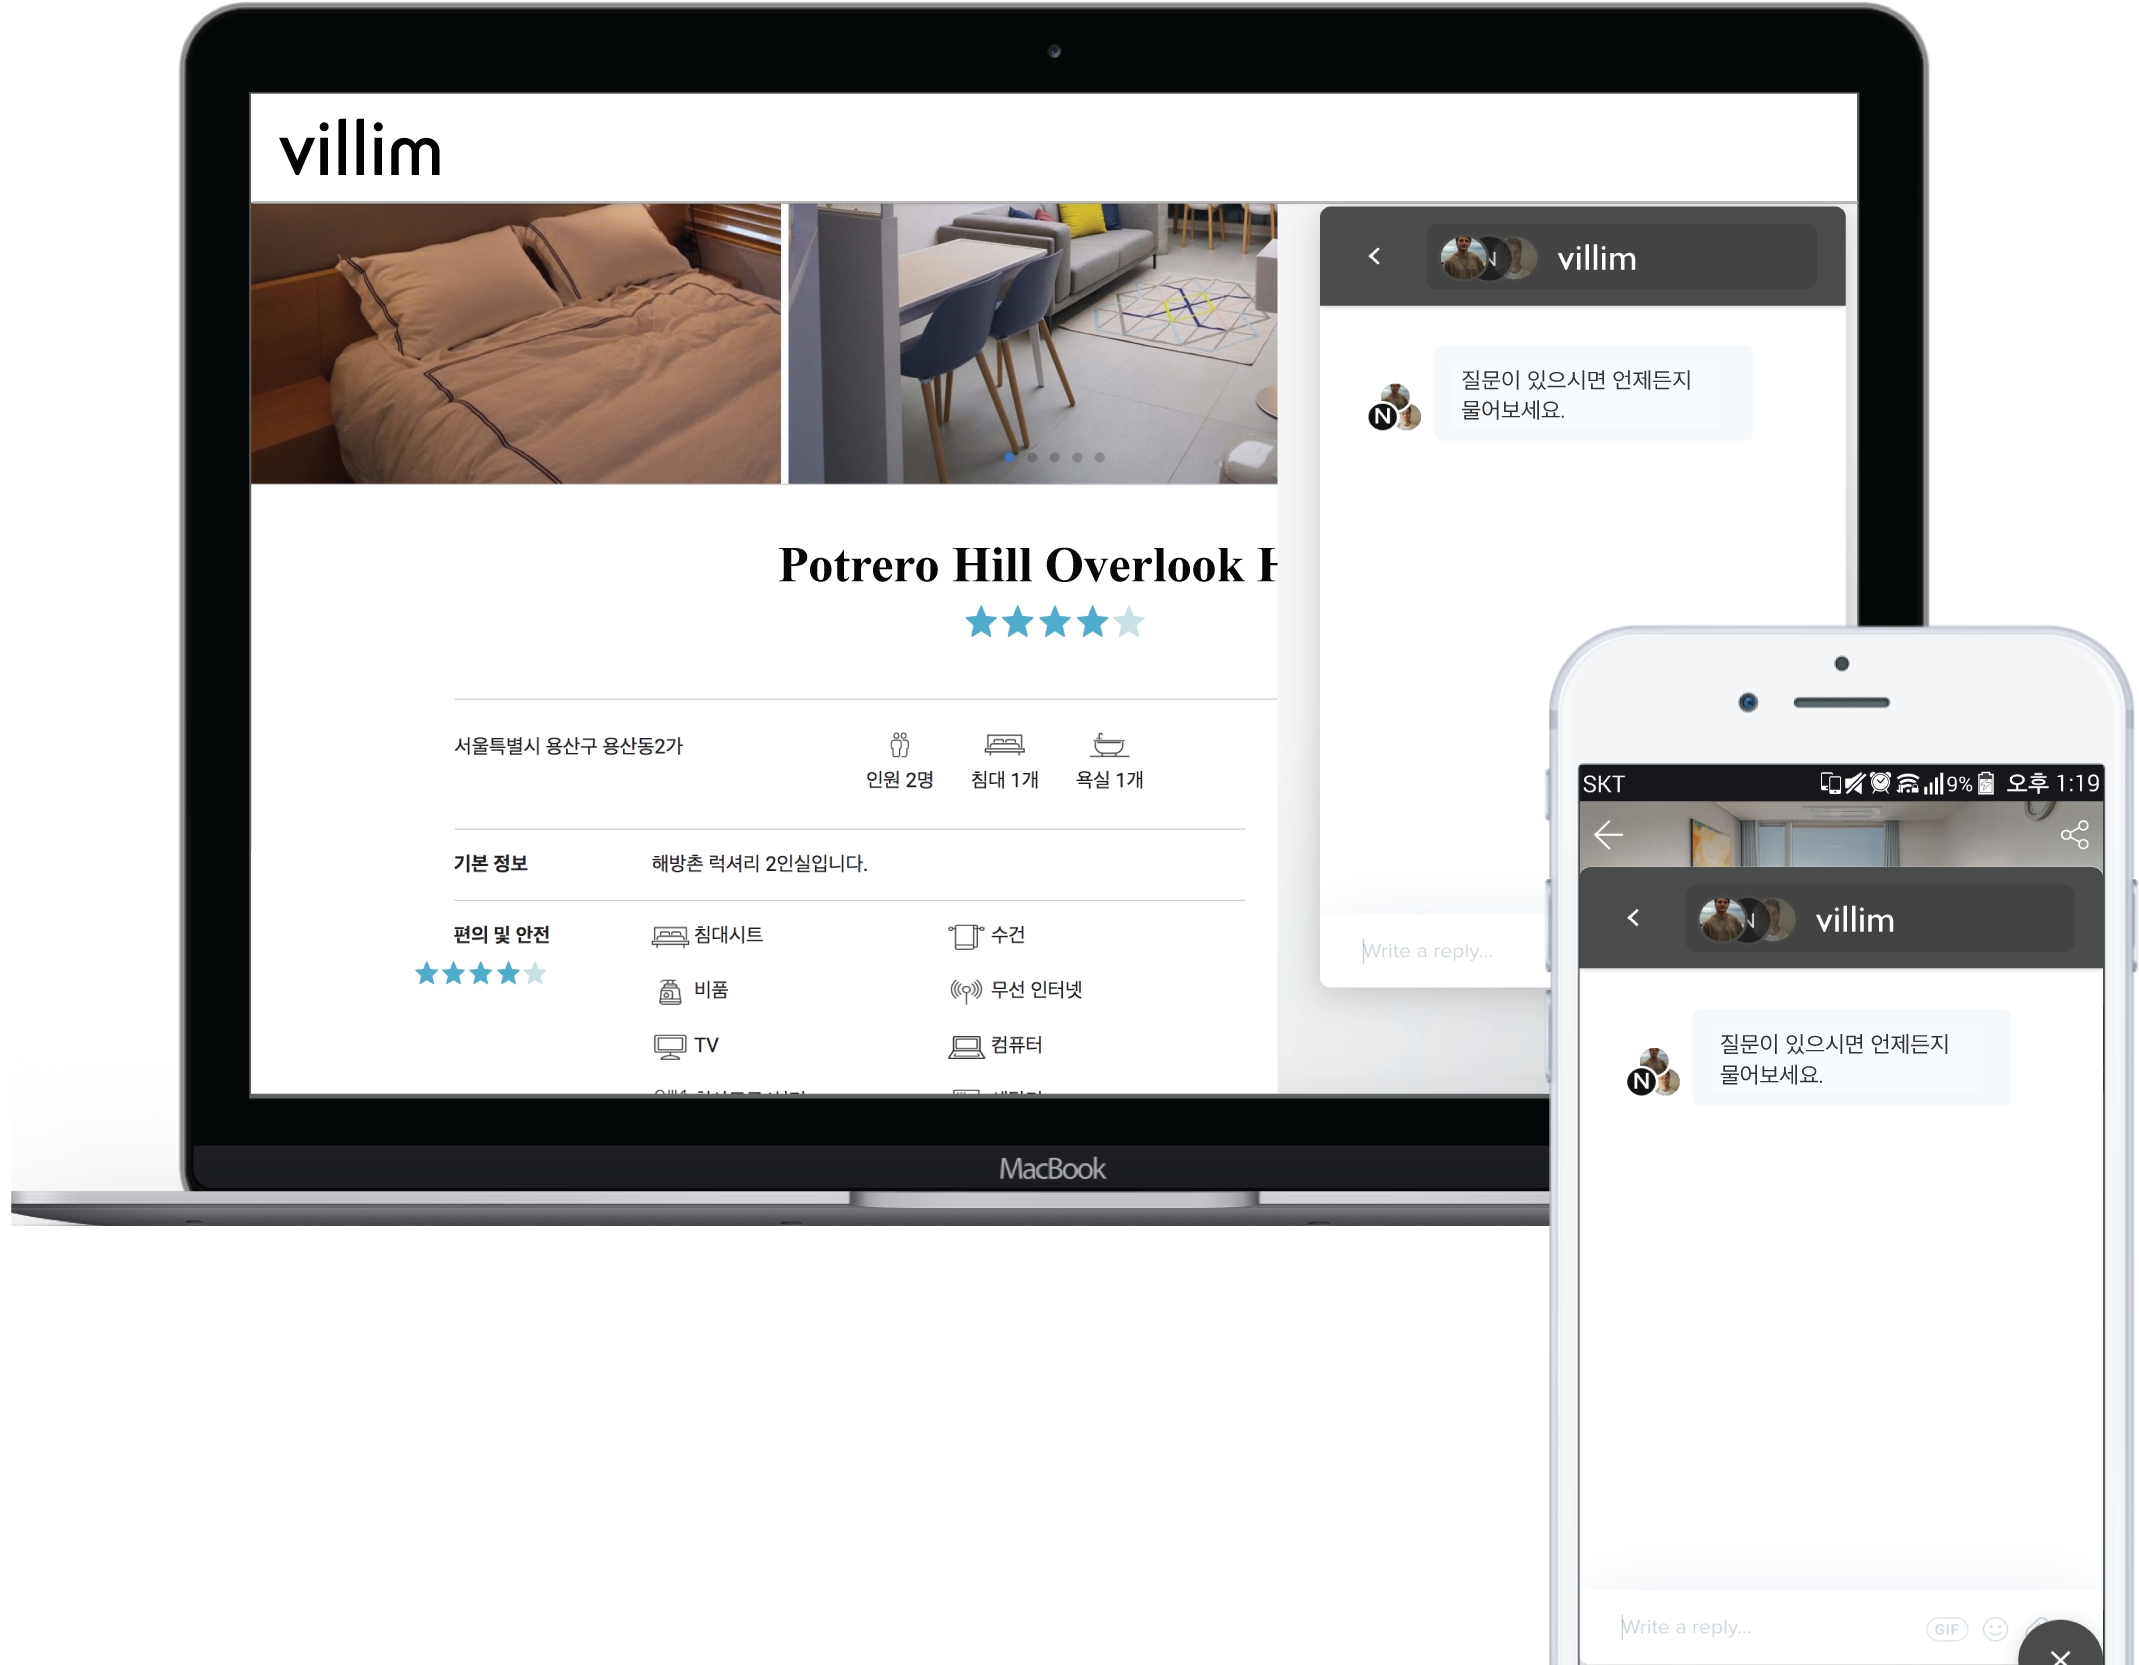 villim
villim
질문이 있으시면 언제든지
물어보세요.
N
Write a reply...
Potrero Hill Overlook
서울특별시 용산구 용산동2가
인원 2명
침대 1개
욕실 1개
기본 정보
해방촌 럭셔리 2인실입니다.
편의 및 안전
침대시트
수건
비품
무선 인터넷
TV
컴퓨터
MacBook
SKT
9%
오후 1:19
villim
질문이 있으시면 언제든지
물어보세요.
N
Write a reply...
GIF